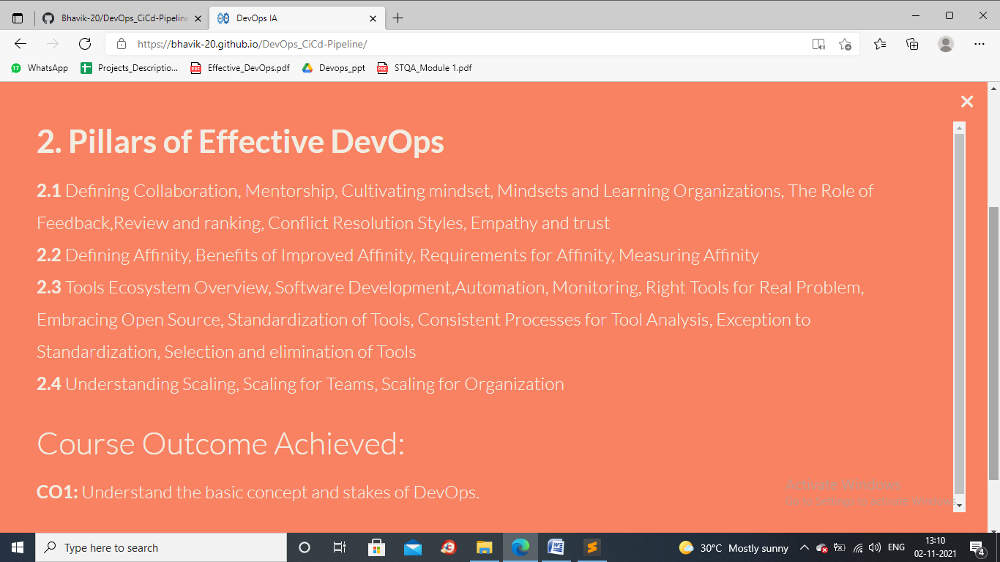 Bhavik-20/DevOps_CiCd-Pipeline
DevOps IA
https://bhavik-20.github.io/DevOps_CiCd-Pipeline/
WhatsApp
Projects_Descriptio...
Effective_DevOps.pdf
Devops_ppt
STQA_Module 1.pdf
2. Pillars of Effective DevOps
2.1 Defining Collaboration, Mentorship, Cultivating mindset, Mindsets and Learning Organizations, The Role of
Feedback,Review and ranking, Conflict Resolution Styles, Empathy and trust
2.2 Defining Affinity, Benefits of Improved Affinity, Requirements for Affinity, Measuring Affinity
2.3 Tools Ecosystem Overview, Software Development,Automation, Monitoring, Right Tools for Real Problem,
Embracing Open Source, Standardization of Tools, Consistent Processes for Tool Analysis, Exception to
Standardization, Selection and elimination of Tools
2.4 Understanding Scaling, Scaling for Teams, Scaling for Organization
Course Outcome Achieved:
CO1: Understand the basic concept and stakes of DevOps.
Activate Windows
Go to Settings to activate Windows.
Type here to search
30°C Mostly sunny
ENG
13:10
02-11-2021
4